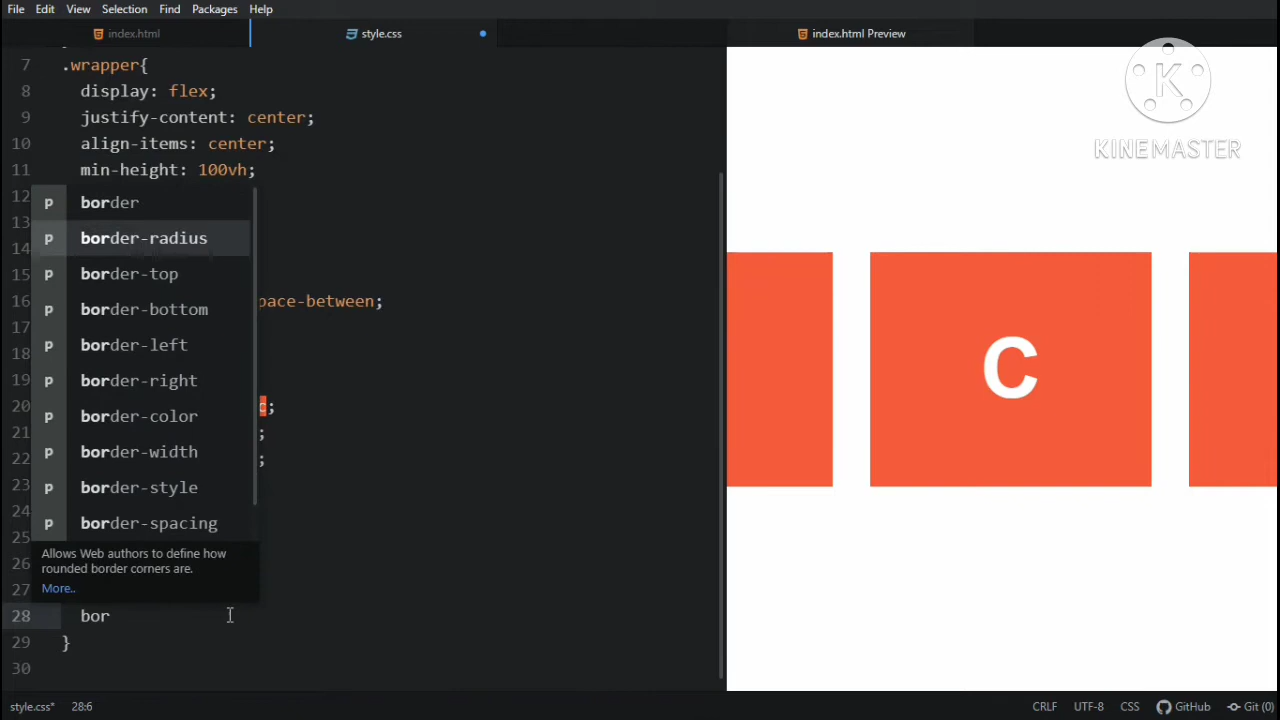 File Edit View Selection Find Packages Help
index.html style.css index.html Preview
7 .wrapper{
8 display: flex;
9 justify-content: center;
10 align-items: center;
11 min-height: 100vh;
12
13
14
15
16 pace-between;
17
18
19
20 c;
21 ;
22 ;
23
24
25
26
27
28 bor
29 }
30
p border
p border-radius
p border-top
p border-bottom
p border-left
p border-right
p border-color
p border-width
p border-style
p border-spacing
Allows Web authors to define how
rounded border corners are.
More..
K
KINEMASTER
C
style.css* 28:6 CRLF UTF-8 CSS GitHub Git (0)